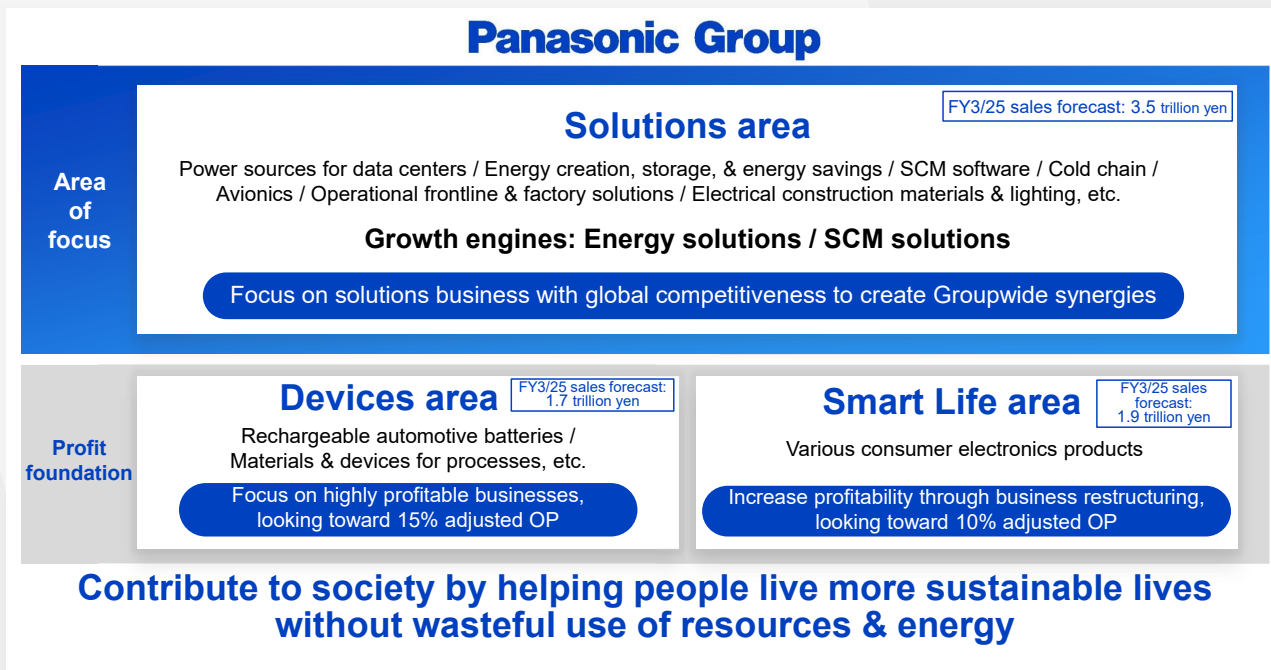 Panasonic Group
Area
of
focus
Solutions area
FY3/25 sales forecast: 3.5 trillion yen
Power sources for data centers / Energy creation, storage, & energy savings / SCM software / Cold chain /
Avionics / Operational frontline & factory solutions / Electrical construction materials & lighting, etc.
Growth engines: Energy solutions / SCM solutions
Focus on solutions business with global competitiveness to create Groupwide synergies
Profit
foundation
Devices area
FY3/25 sales forecast:
1.7 trillion yen
Rechargeable automotive batteries /
Materials & devices for processes, etc.
Focus on highly profitable businesses,
looking toward 15% adjusted OP
Smart Life area
FY3/25 sales
forecast:
1.9 trillion yen
Various consumer electronics products
Increase profitability through business restructuring,
looking toward 10% adjusted OP
Contribute to society by helping people live more sustainable lives
without wasteful use of resources & energy